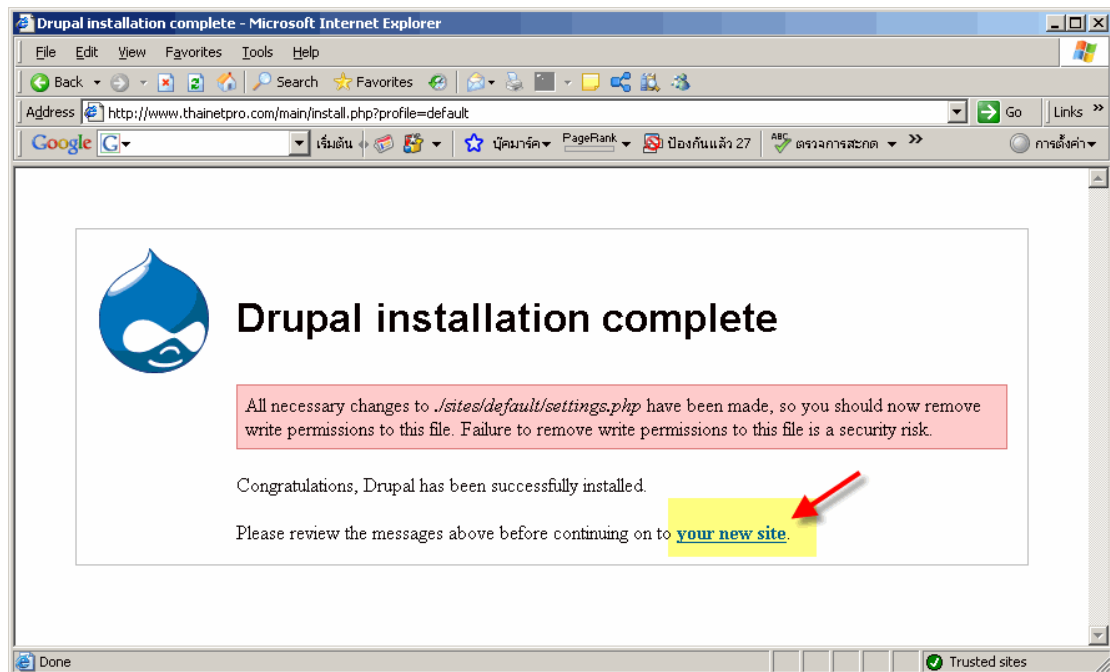 Drupal installation complete - Microsoft Internet Explorer
File Edit View Favorites Tools Help
Back Search Favorites
Address http://www.thainetpro.com/main/install.php?profile=default Go Links »
Google G เริ่มต้น บุ๊คมาร์ค PageRank ป้องกันแล้ว 27 ABC ตรวจการสะกด » การตั้งค่า
Drupal installation complete
All necessary changes to ./sites/default/settings.php have been made, so you should now remove
write permissions to this file. Failure to remove write permissions to this file is a security risk.
Congratulations, Drupal has been successfully installed.
Please review the messages above before continuing on to your new site.
Done Trusted sites